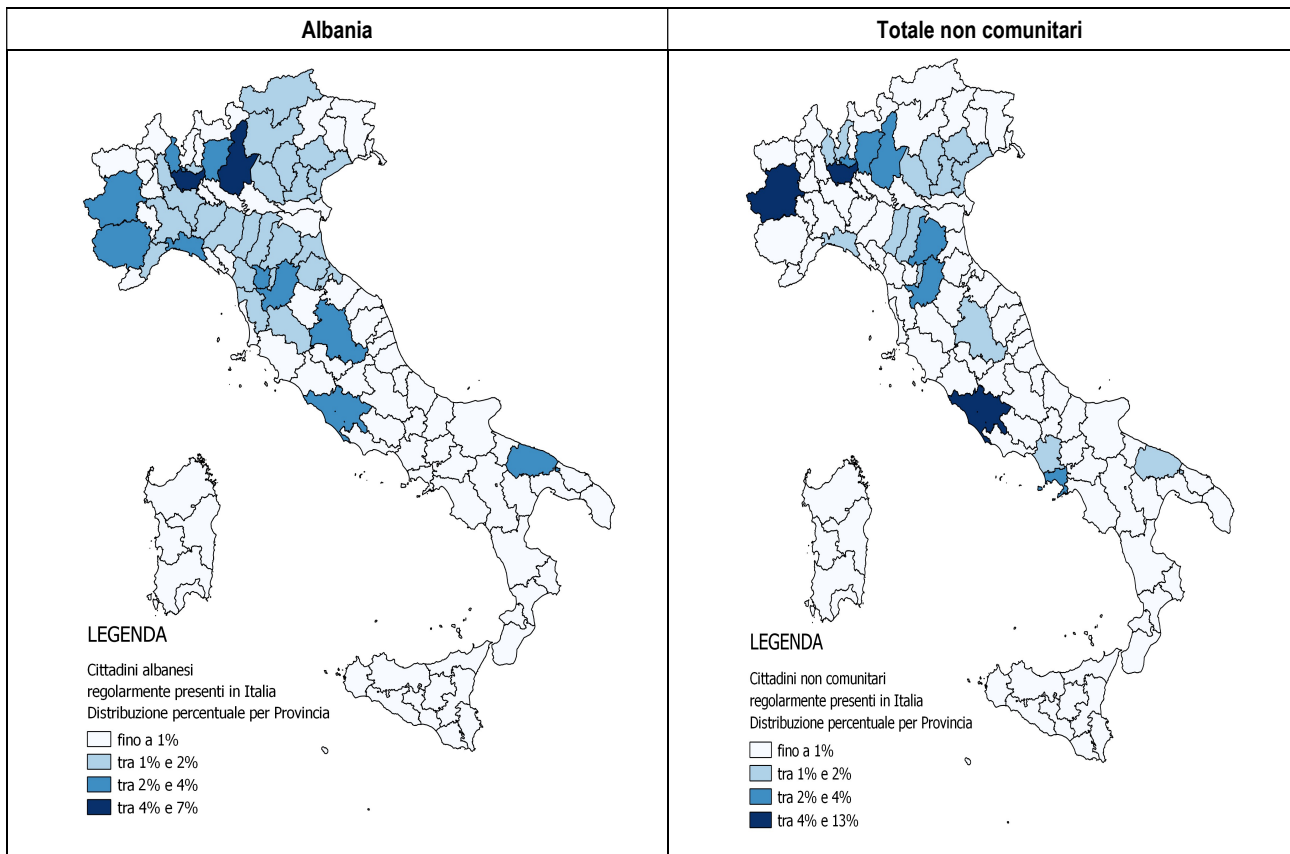 Albania
Totale non comunitari
LEGENDA
Cittadini albanesi
regolarmente presenti in Italia
Distribuzione percentuale per Provincia
fino a 1%
tra 1% e 2%
tra 2% e 4%
tra 4% e 7%
LEGENDA
Cittadini non comunitari
regolarmente presenti in Italia
Distribuzione percentuale per Provincia
fino a 1%
tra 1% e 2%
tra 2% e 4%
tra 4% e 13%